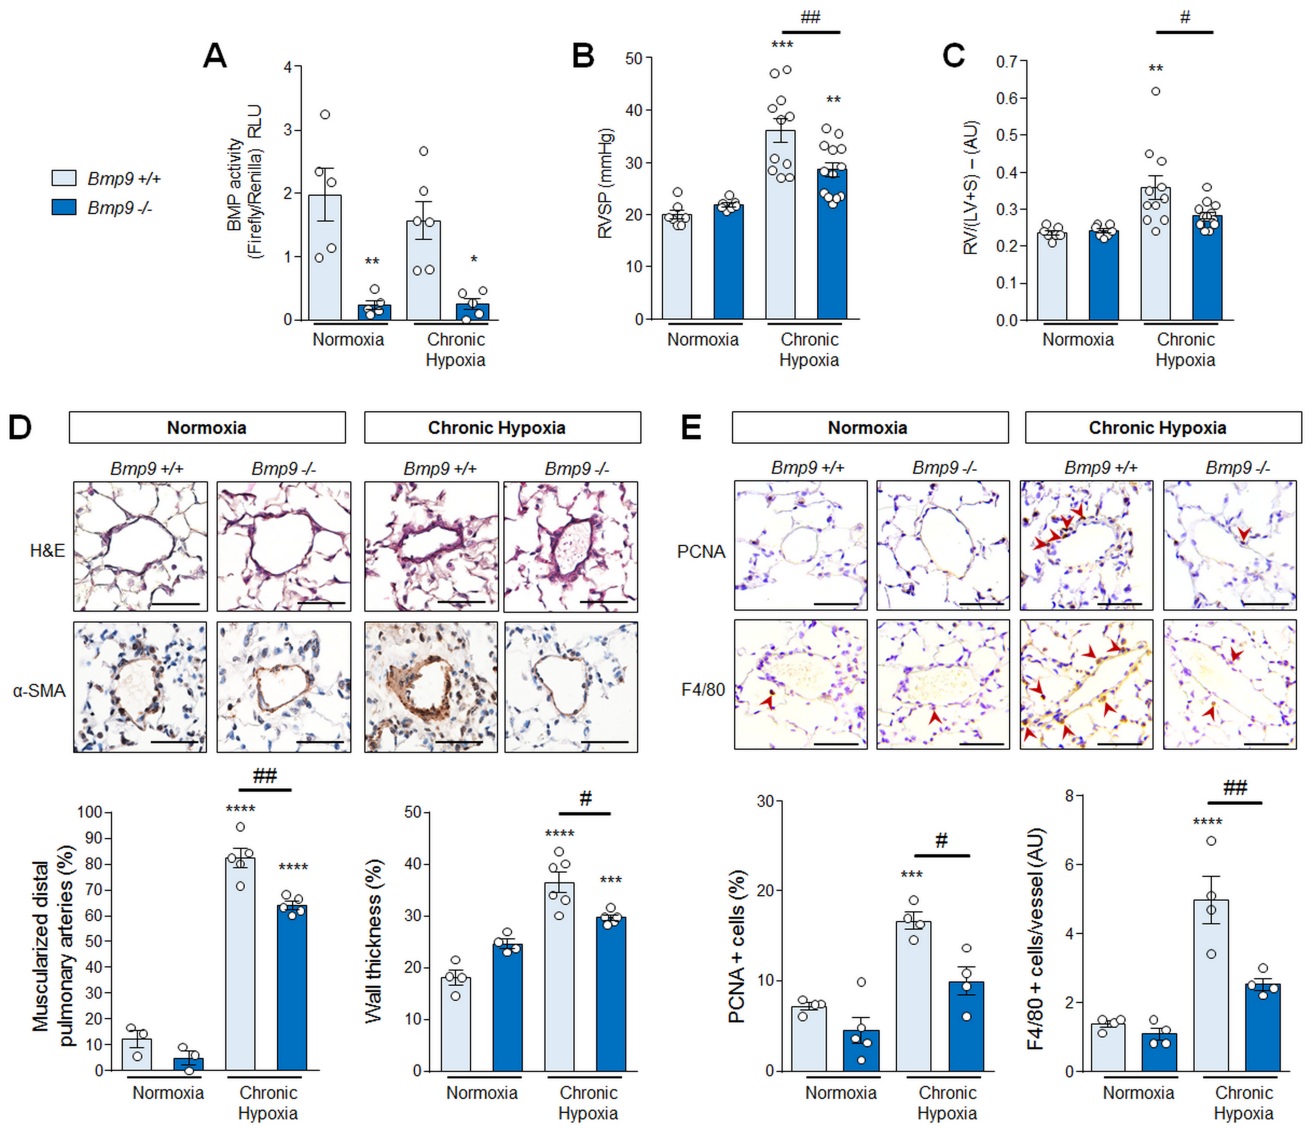 Bmp9 +/+
Bmp9 -/-
A
BMP activity
(Firefly/Renilla) RLU
4
3
2
1
0
**
*
Normoxia
Chronic
Hypoxia
B
RVSP (mmHg)
50
40
30
20
10
0
##
***
**
Normoxia
Chronic
Hypoxia
C
RV/(LV+S) – (AU)
0.7
0.6
0.5
0.4
0.3
0.2
0.1
0.0
#
**
Normoxia
Chronic
Hypoxia
D
Normoxia
Chronic Hypoxia
Bmp9 +/+
Bmp9 -/-
Bmp9 +/+
Bmp9 -/-
H&E
α-SMA
Muscularized distal
pulmonary arteries (%)
100
90
80
70
60
50
40
30
20
10
0
##
****
****
Normoxia
Chronic
Hypoxia
Wall thickness (%)
50
40
30
20
10
0
#
****
***
Normoxia
Chronic
Hypoxia
E
Normoxia
Chronic Hypoxia
Bmp9 +/+
Bmp9 -/-
Bmp9 +/+
Bmp9 -/-
PCNA
F4/80
PCNA + cells (%)
30
20
10
0
#
***
Normoxia
Chronic
Hypoxia
F4/80 + cells/vessel (AU)
8
6
4
2
0
##
****
Normoxia
Chronic
Hypoxia